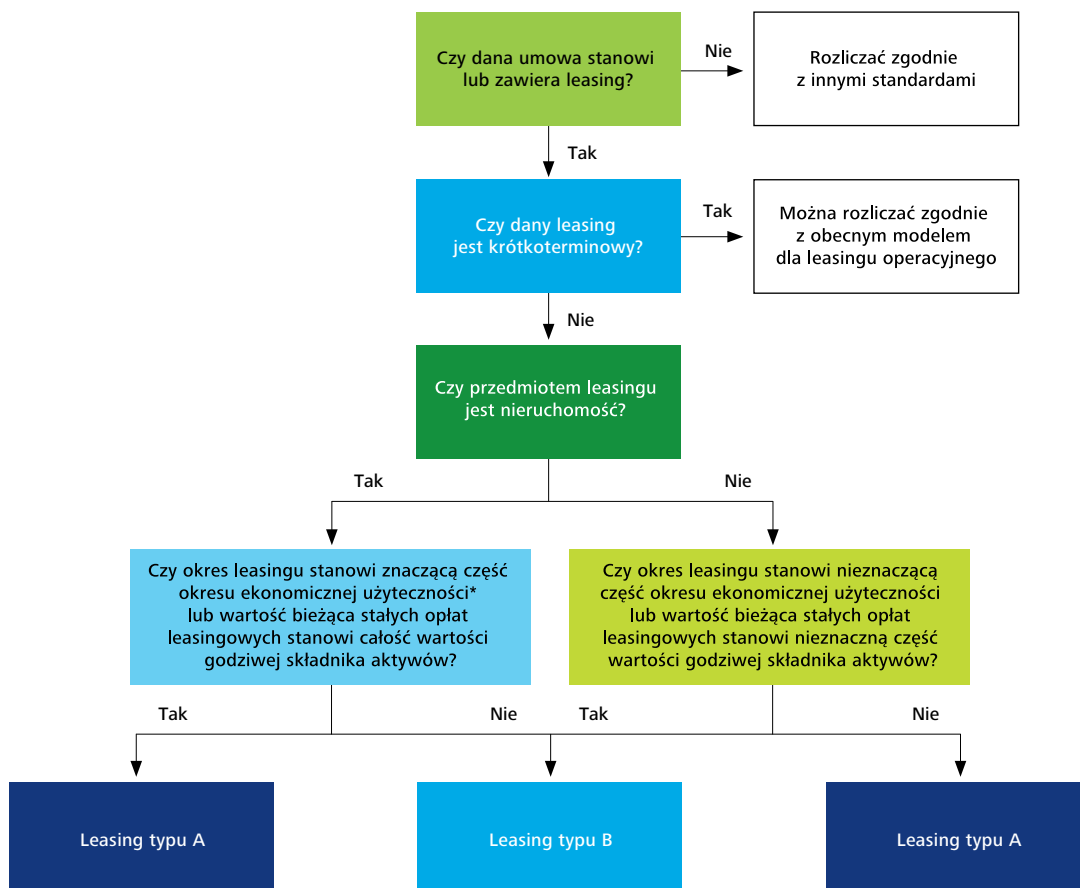 Czy dana umowa stanowi
lub zawiera leasing?
Nie
Rozliczać zgodnie
z innymi standardami
Tak
Czy dany leasing
jest krótkoterminowy?
Tak
Można rozliczać zgodnie
z obecnym modelem
dla leasingu operacyjnego
Nie
Czy przedmiotem leasingu
jest nieruchomość?
Tak
Nie
Czy okres leasingu stanowi znaczącą część
okresu ekonomicznej użyteczności*
lub wartość bieżąca stałych opłat
leasingowych stanowi całość wartości
godziwej składnika aktywów?
Czy okres leasingu stanowi nieznaczącą
część okresu ekonomicznej użyteczności
lub wartość bieżąca stałych opłat
leasingowych stanowi nieznaczną część
wartości godziwej składnika aktywów?
Tak
Nie
Tak
Nie
Leasing typu A
Leasing typu B
Leasing typu A